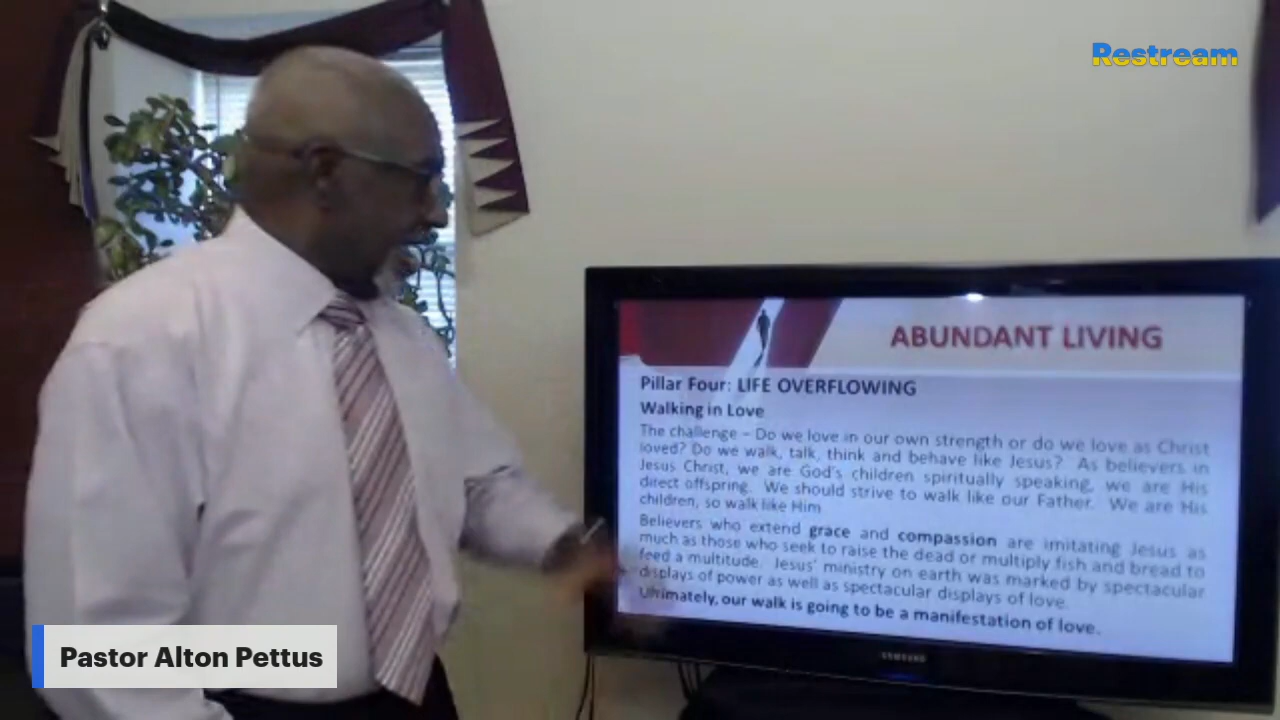 Restream
ABUNDANT LIVING
Pillar Four: LIFE OVERFLOWING
Walking in Love
The challenge – Do we love in our own strength or do we love as Christ
loved? Do we walk, talk, think and behave like Jesus? As believers in
Jesus Christ, we are God's children spiritually speaking, we are His
direct offspring. We should strive to walk like our Father. We are His
children, so walk like Him
Believers who extend grace and compassion are imitating Jesus as
much as those who seek to raise the dead or multiply fish and bread to
feed a multitude. Jesus' ministry on earth was marked by spectacular
displays of power as well as spectacular displays of love.
Ultimately, our walk is going to be a manifestation of love.
SAMSUNG
Pastor Alton Pettus